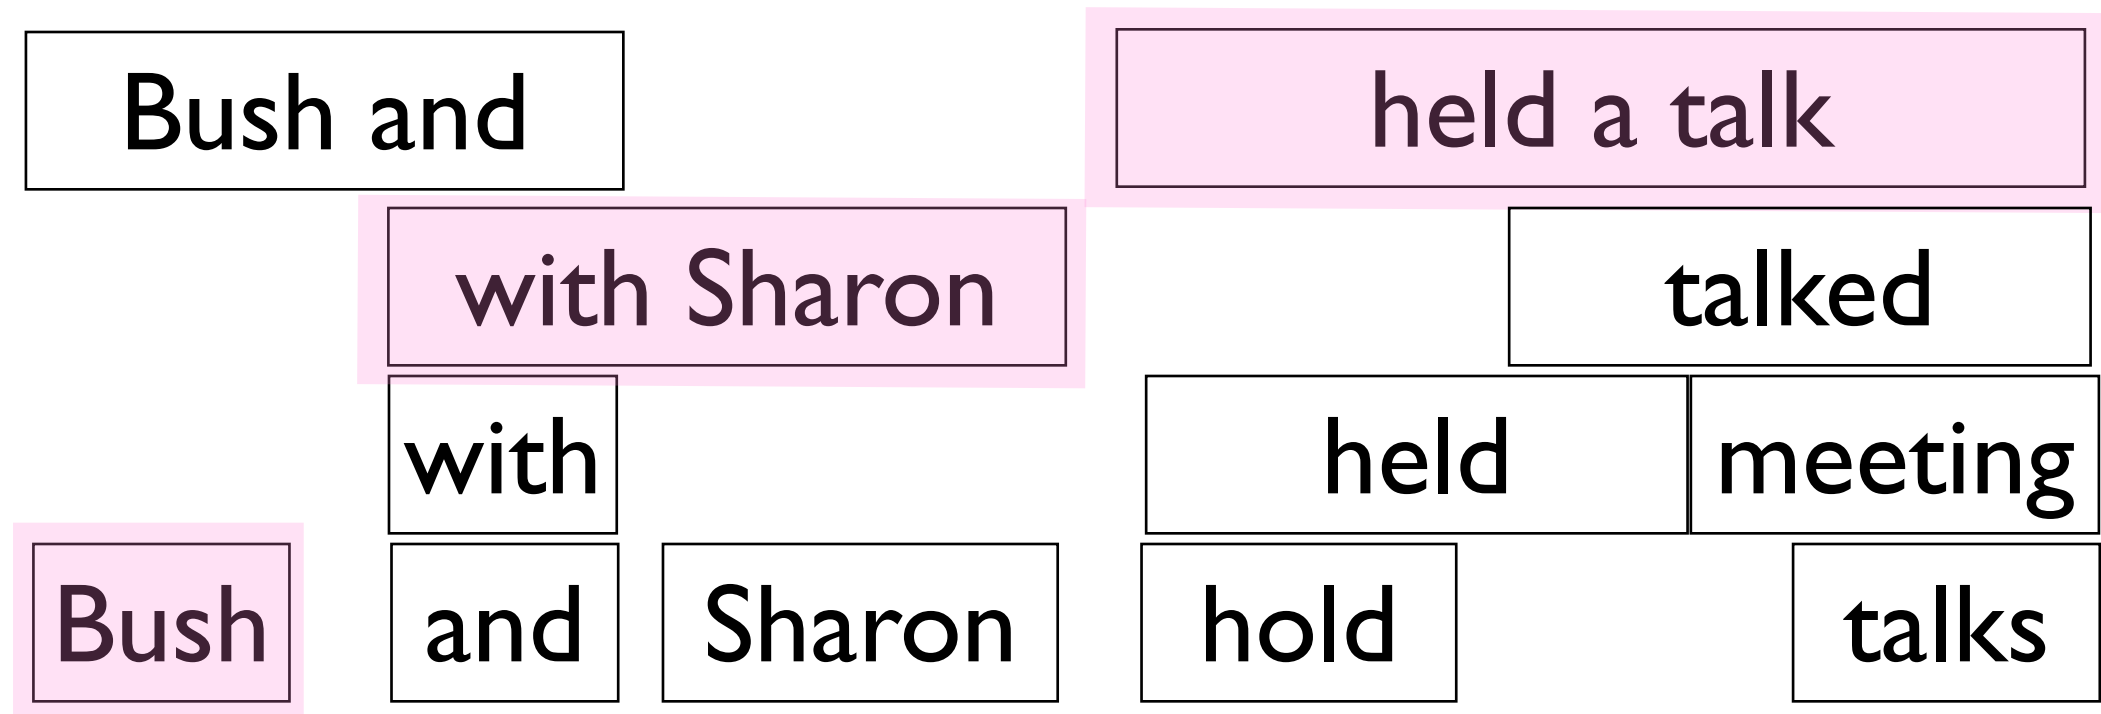 Bush and held a talk
with Sharon talked
with held meeting
Bush and Sharon hold talks